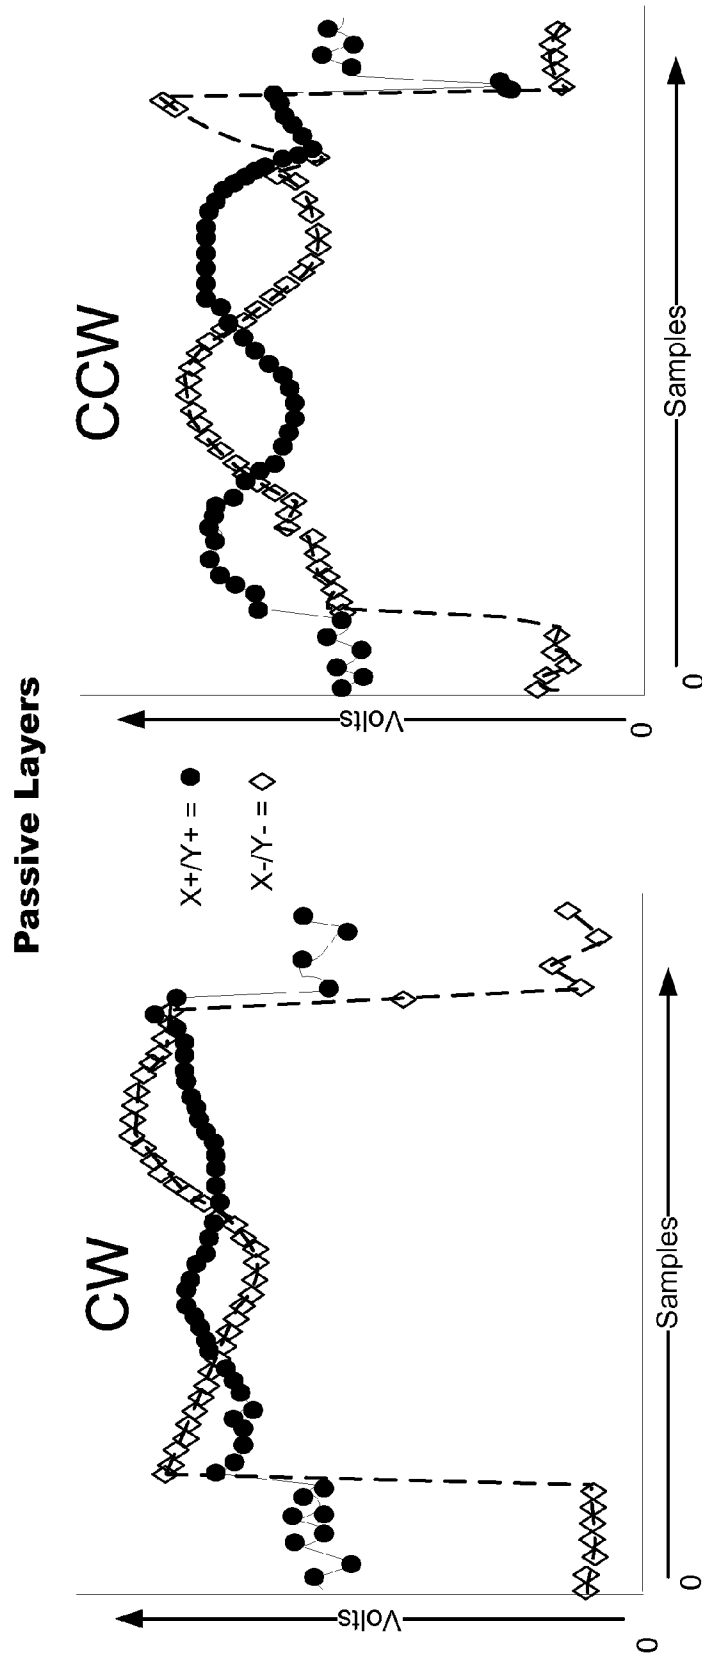 Passive Layers
CW
CCW
X+/Y+ =
X-/Y- =
Volts
0
0
Samples
Volts
0
0
Samples